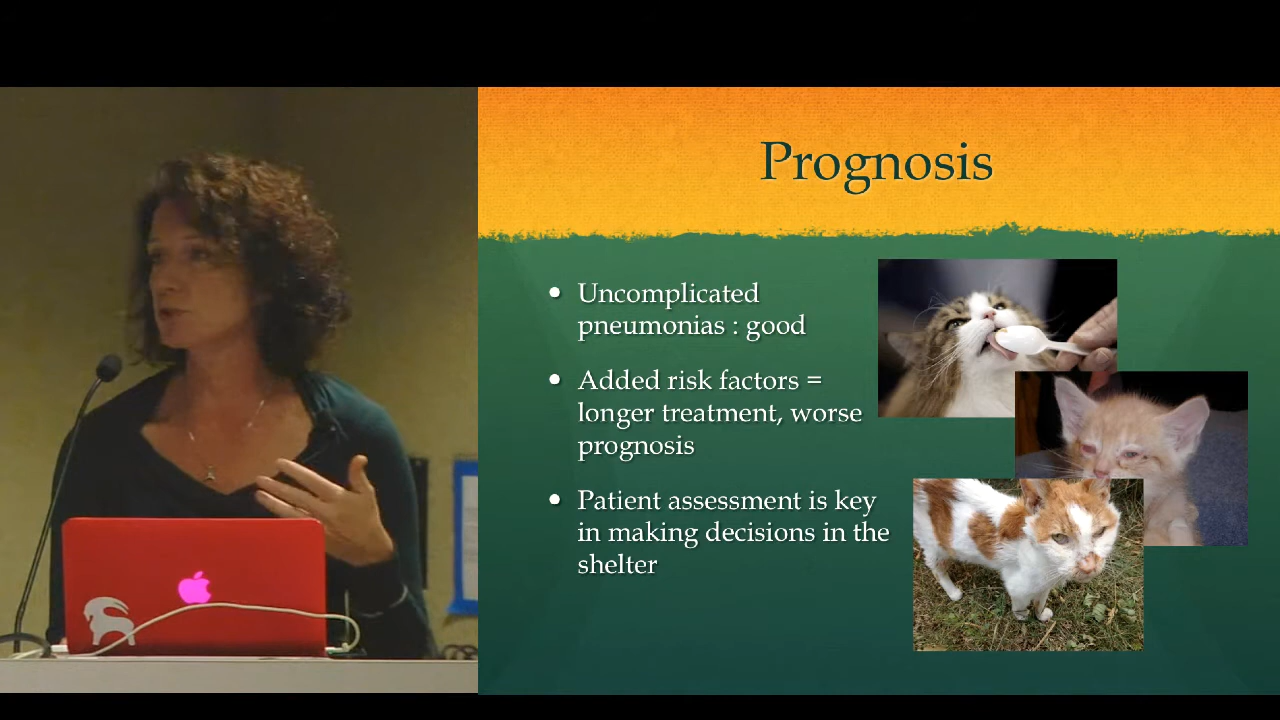 Prognosis
• Uncomplicated
pneumonias : good
• Added risk factors =
longer treatment, worse
prognosis
• Patient assessment is key
in making decisions in the
shelter